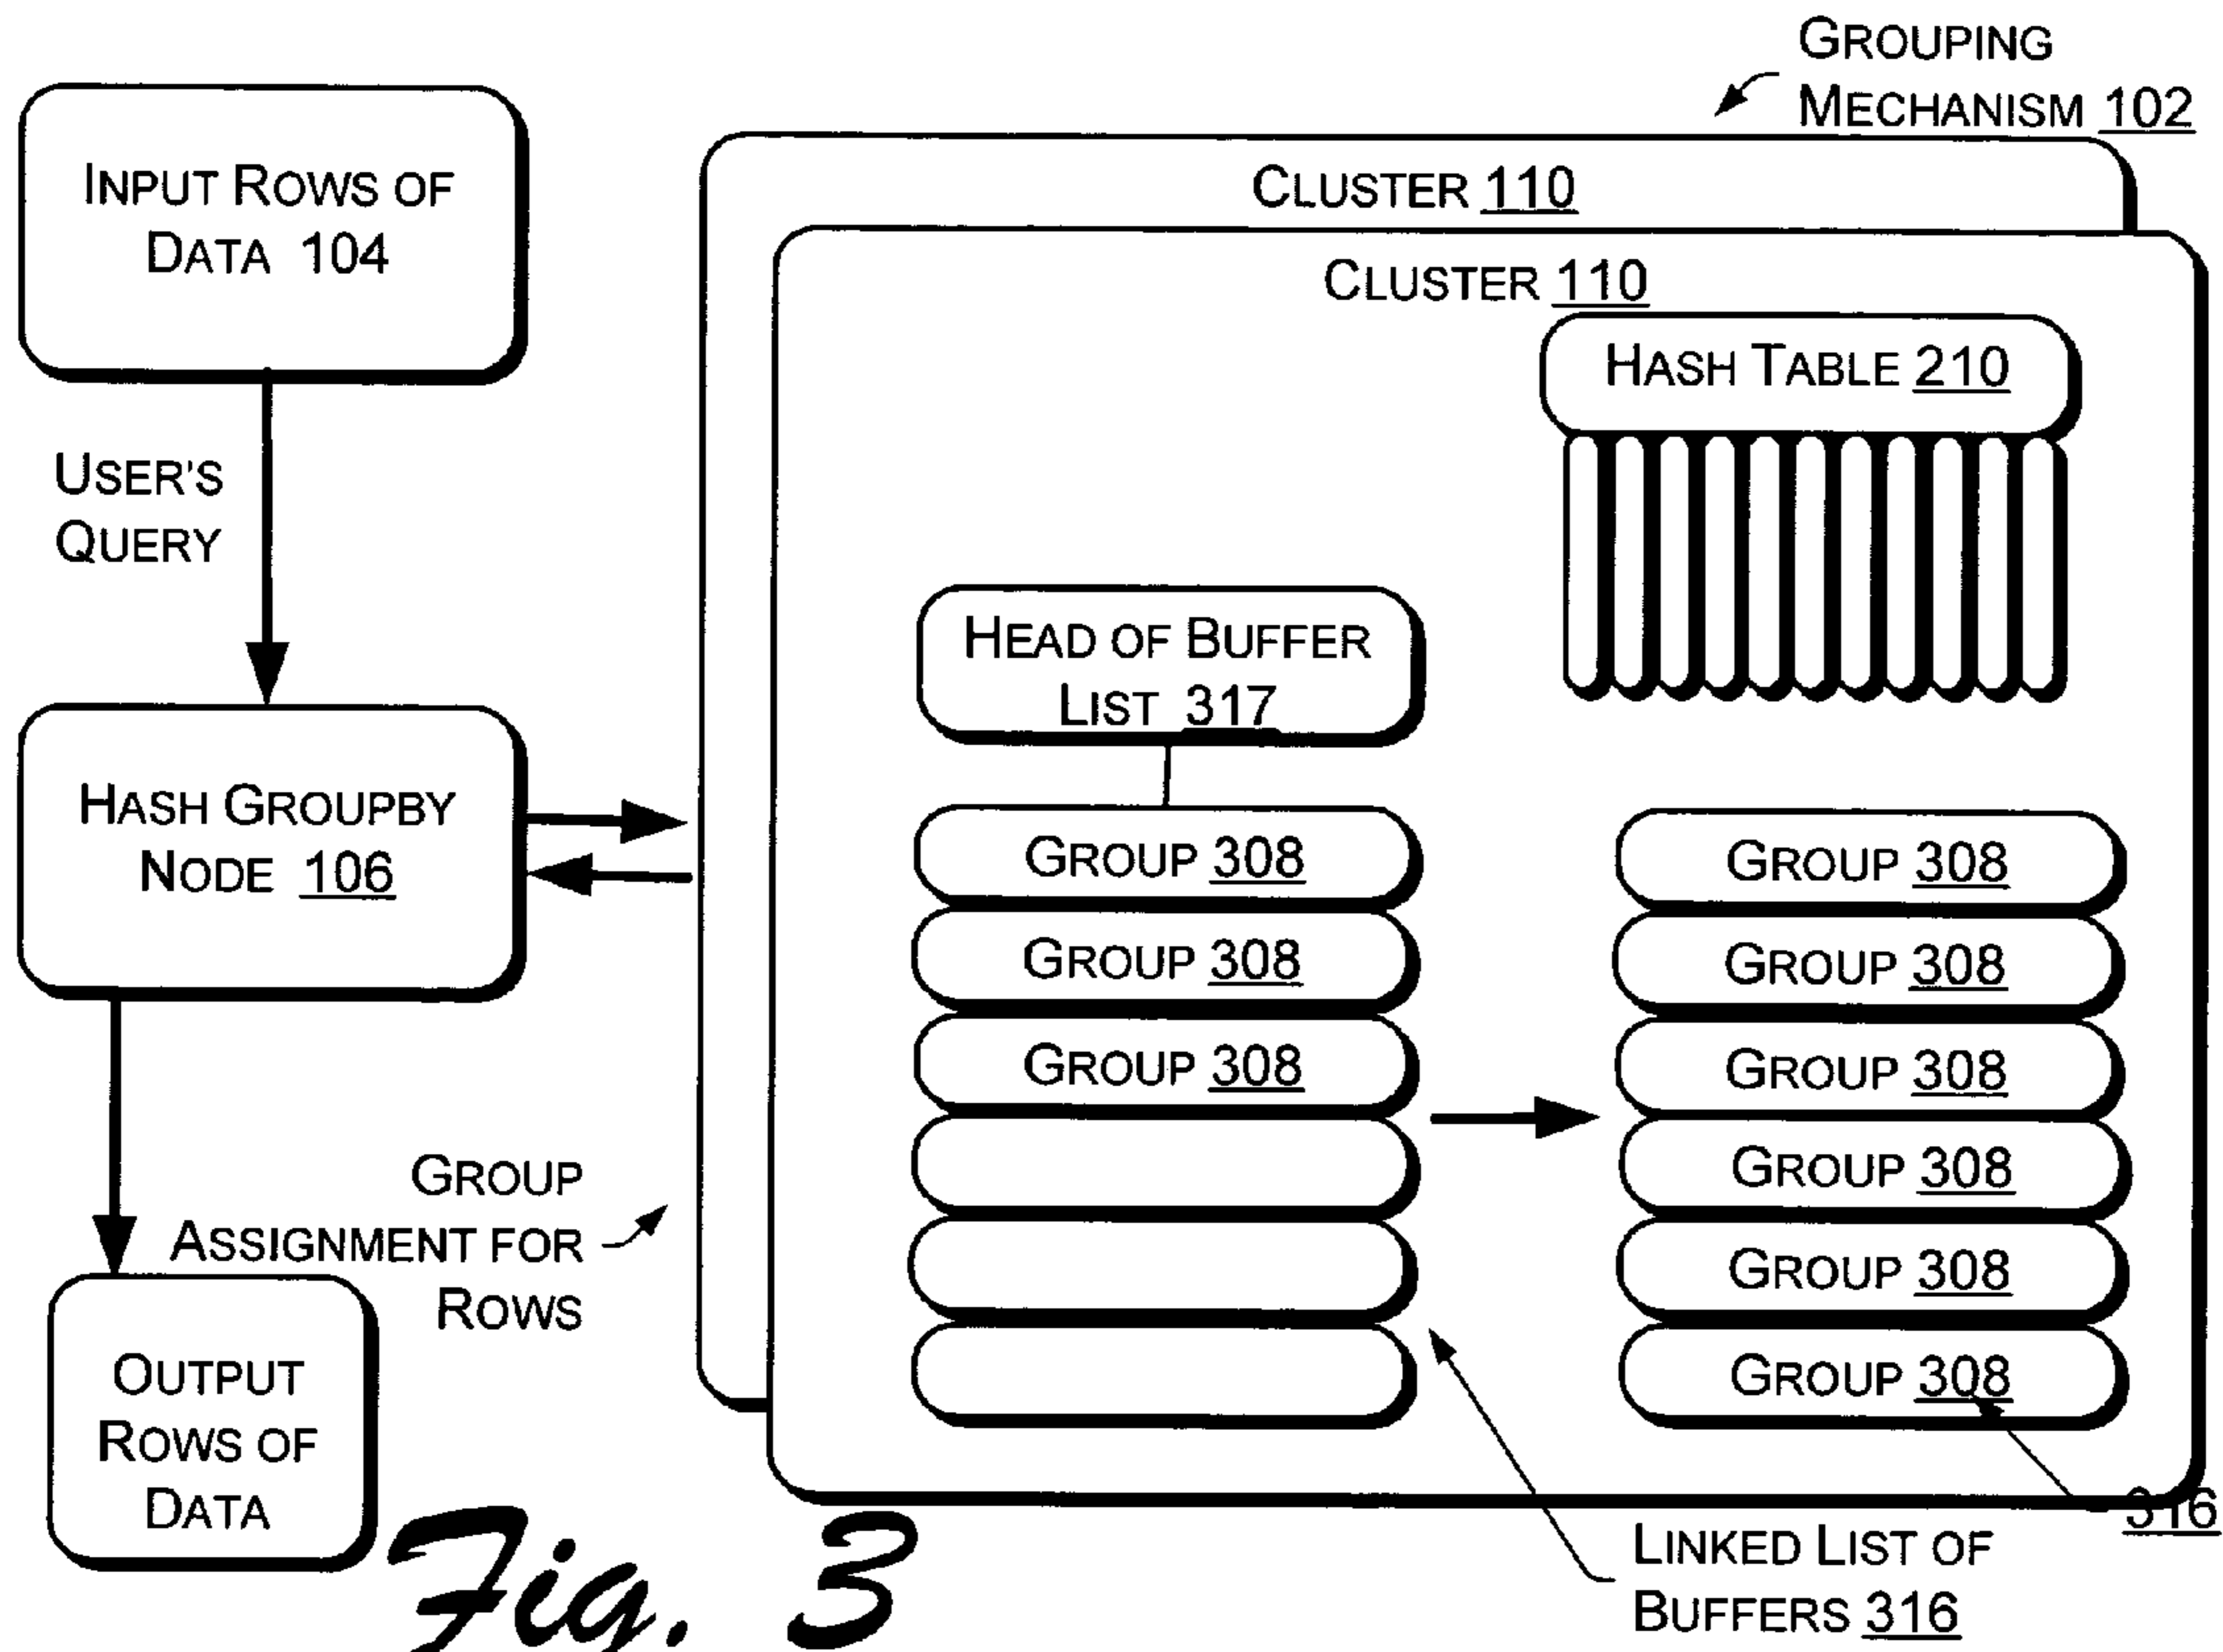 GROUPING
MECHANISM 102
INPUT ROWS OF
DATA 104
CLUSTER 110
CLUSTER 110
HASH TABLE 210
USER'S
QUERY
HEAD OF BUFFER
LIST 317
HASH GROUPBY
NODE 106
GROUP 308
GROUP 308
GROUP 308
GROUP 308
GROUP 308
GROUP 308
GROUP 308
GROUP 308
GROUP 308
GROUP
ASSIGNMENT FOR
ROWS
OUTPUT
ROWS OF
DATA
316
LINKED LIST OF
BUFFERS 316
Fig. 3